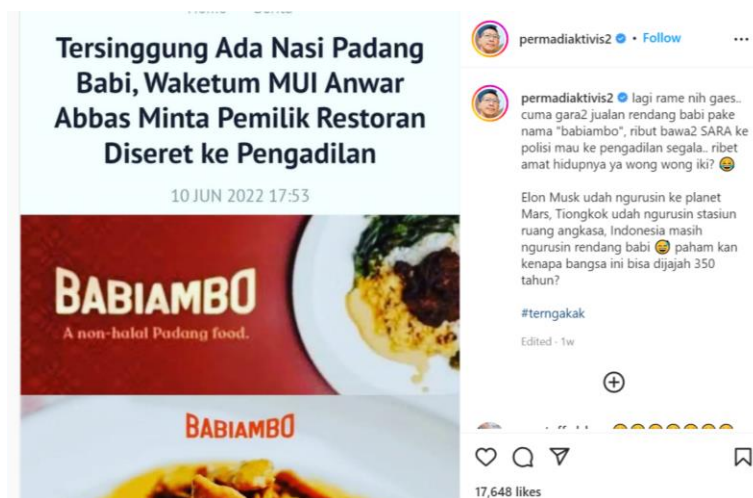 Tersinggung Ada Nasi Padang
Babi, Waketum MUI Anwar
Abbas Minta Pemilik Restoran
Diseret ke Pengadilan
10 JUN 2022 17:53
BABIAMBO
A non-halal Padang food.
BABIAMBO
permadiaktivis2 • Follow
permadiaktivis2 lagi rame nih gaes..
cuma gara2 jualan rendang babi pake
nama "babiambo", ribut bawa2 SARA ke
polisi mau ke pengadilan segala.. ribet
amat hidupnya ya wong wong iki? 😂
Elon Musk udah ngurusin ke planet
Mars, Tiongkok udah ngurusin stasiun
ruang angkasa, Indonesia masih
ngurusin rendang babi 😅 paham kan
kenapa bangsa ini bisa dijajah 350
tahun?
#terngakak
Edited · 1w
17,648 likes